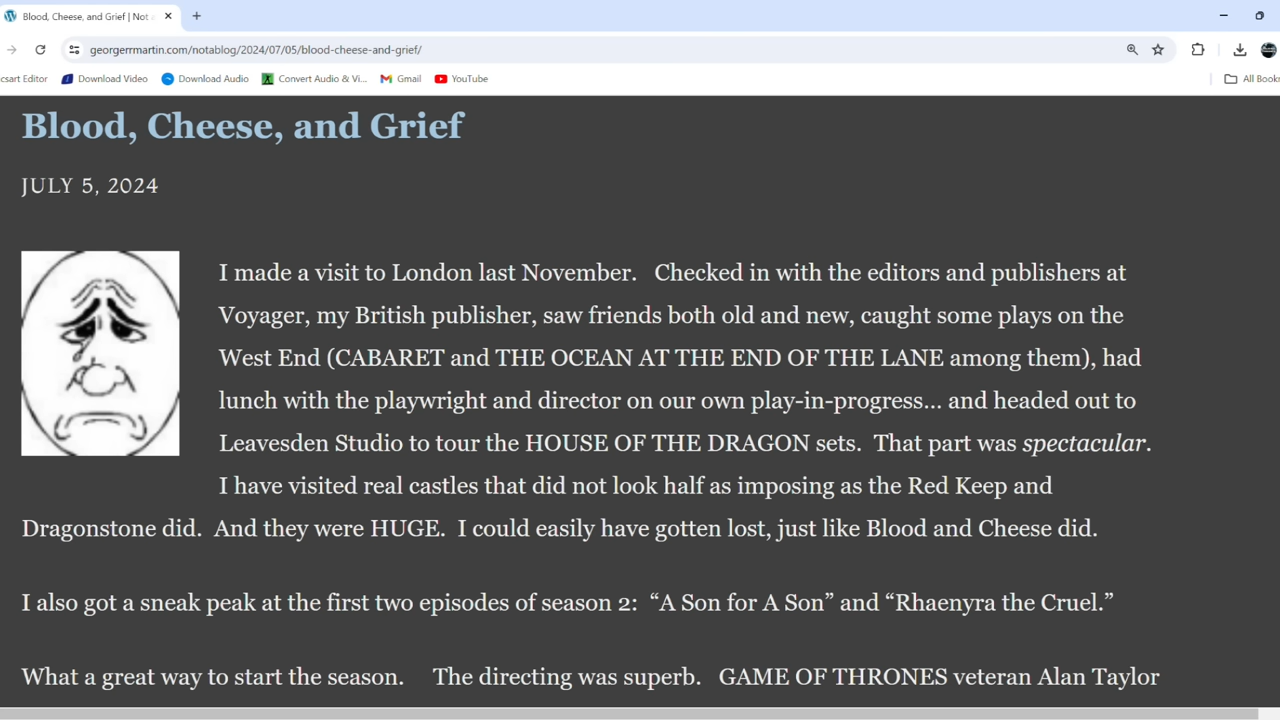 Blood, Cheese, and Grief | Not a
georgerrmartin.com/notablog/2024/07/05/blood-cheese-and-grief/
csart Editor Download Video Download Audio Convert Audio & Vi... Gmail YouTube All Book
Blood, Cheese, and Grief
JULY 5, 2024
I made a visit to London last November. Checked in with the editors and publishers at
Voyager, my British publisher, saw friends both old and new, caught some plays on the
West End (CABARET and THE OCEAN AT THE END OF THE LANE among them), had
lunch with the playwright and director on our own play-in-progress... and headed out to
Leavesden Studio to tour the HOUSE OF THE DRAGON sets. That part was spectacular.
I have visited real castles that did not look half as imposing as the Red Keep and
Dragonstone did. And they were HUGE. I could easily have gotten lost, just like Blood and Cheese did.
I also got a sneak peak at the first two episodes of season 2: “A Son for A Son” and “Rhaenyra the Cruel.”
What a great way to start the season. The directing was superb. GAME OF THRONES veteran Alan Taylor